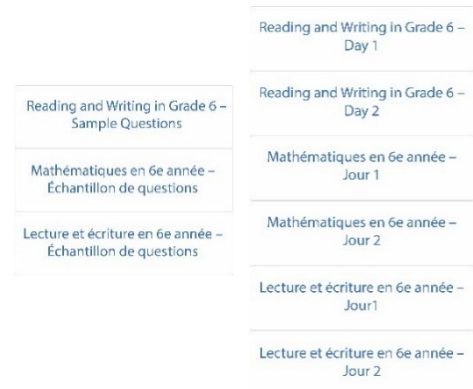 Reading and Writing in Grade 6 –
Sample Questions
Mathématiques en 6e année –
Échantillon de questions
Lecture et écriture en 6e année –
Échantillon de questions
Reading and Writing in Grade 6 –
Day 1
Reading and Writing in Grade 6 –
Day 2
Mathématiques en 6e année –
Jour 1
Mathématiques en 6e année –
Jour 2
Lecture et écriture en 6e année –
Jour1
Lecture et écriture en 6e année –
Jour 2